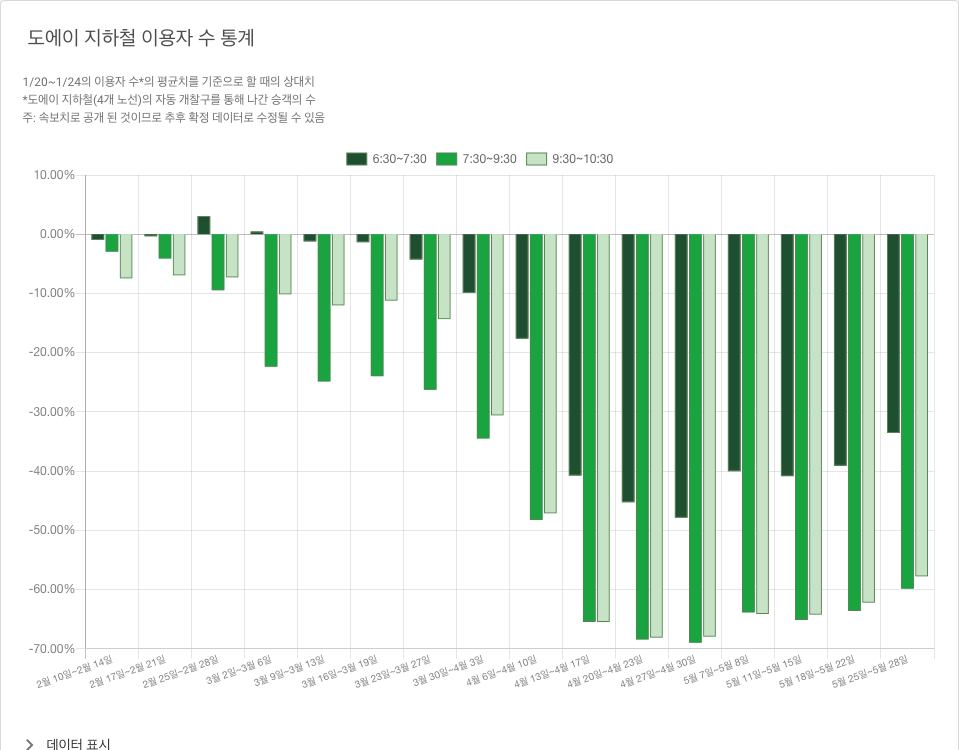 도에이 지하철 이용자 수 통계
1/20~1/24의 이용자 수*의 평균치를 기준으로 할 때의 상대치
*도에이 지하철(4개 노선)의 자동 개찰구를 통해 나간 승객의 수
주: 속보치로 공개 된 것이므로 추후 확정 데이터로 수정될 수 있음
6:30~7:30 7:30~9:30 9:30~10:30
10.00%
0.00%
-10.00%
-20.00%
-30.00%
-40.00%
-50.00%
-60.00%
-70.00%
2월 10일~2월 14일
2월 17일~2월 21일
2월 25일~2월 28일
3월 2일~3월 6일
3월 9일~3월 13일
3월 16일~3월 19일
3월 23일~3월 27일
3월 30일~4월 3일
4월 6일~4월 10일
4월 13일~4월 17일
4월 20일~4월 23일
4월 27일~4월 30일
5월 7일~5월 8일
5월 11일~5월 15일
5월 18일~5월 22일
5월 25일~5월 28일
데이터 표시